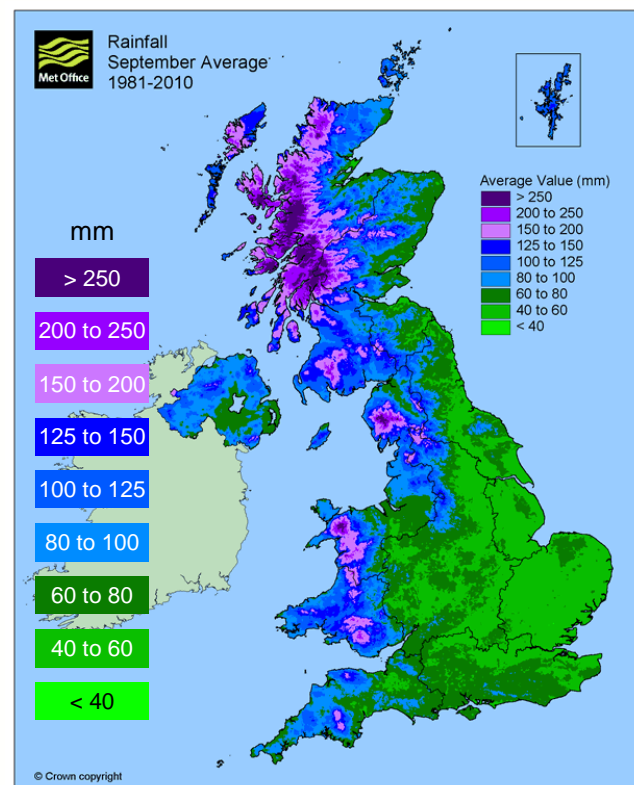 Met Office
Rainfall
September Average
1981-2010
Average Value (mm)
> 250
200 to 250
150 to 200
125 to 150
100 to 125
80 to 100
60 to 80
40 to 60
< 40
mm
> 250
200 to 250
150 to 200
125 to 150
100 to 125
80 to 100
60 to 80
40 to 60
< 40
© Crown copyright